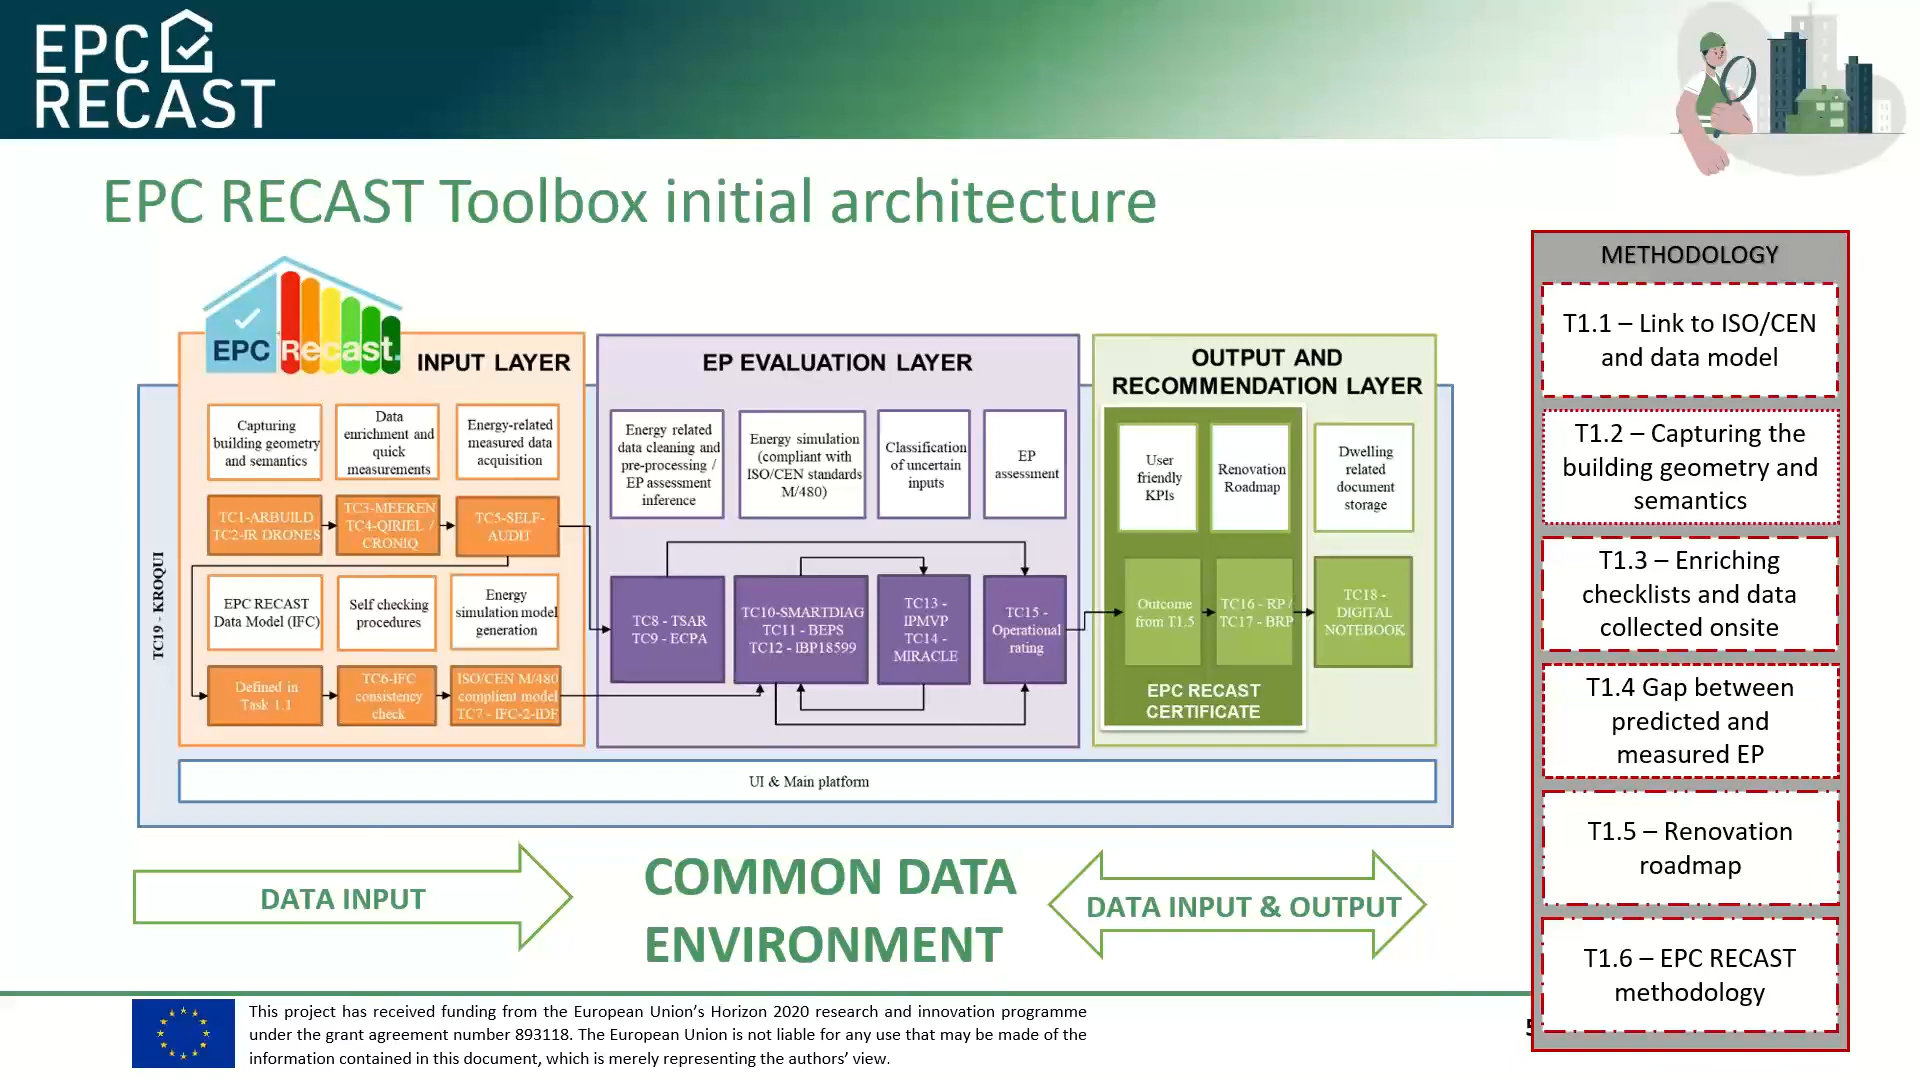 EPC
RECAST
EPC RECAST Toolbox initial architecture
EPC Recast.
INPUT LAYER
Capturing
building geometry
and semantics
Data
enrichment and
quick
measurements
Energy-related
measured data
acquisition
TC1-ARBUILD
TC2-IR DRONES
TC3-MEEREN
TC4-QIRIEL /
CRONIQ
TC5-SELF-
AUDIT
EPC RECAST
Data Model (IFC)
Self checking
procedures
Energy
simulation model
generation
Defined in
Task 1.1
TC6-IFC
consistency
check
ISO/CEN M/480
complient model
TC7 - IFC-2-IDF
TC19 - KROQUI
EP EVALUATION LAYER
Energy related
data cleaning and
pre-processing /
EP assessment
inference
Energy simulation
(compliant with
ISO/CEN standards
M/480)
Classification
of uncertain
inputs
EP
assessment
TC8 - TSAR
TC9 - ECPA
TC10-SMARTDIAG
TC11 - BEPS
TC12 - IBP18599
TC13 -
IPMVP
TC14 -
MIRACLE
TC15 -
Operational
rating
OUTPUT AND
RECOMMENDATION LAYER
User
friendly
KPIs
Renovation
Roadmap
Dwelling
related
document
storage
Outcome
from T1.5
TC16 - RP /
TC17 - BRP
TC18 -
DIGITAL
NOTEBOOK
EPC RECAST
CERTIFICATE
UI & Main platform
DATA INPUT
COMMON DATA
ENVIRONMENT
DATA INPUT & OUTPUT
METHODOLOGY
T1.1 – Link to ISO/CEN
and data model
T1.2 – Capturing the
building geometry and
semantics
T1.3 – Enriching
checklists and data
collected onsite
T1.4 Gap between
predicted and
measured EP
T1.5 – Renovation
roadmap
T1.6 – EPC RECAST
methodology
This project has received funding from the European Union's Horizon 2020 research and innovation programme
under the grant agreement number 893118. The European Union is not liable for any use that may be made of the
information contained in this document, which is merely representing the authors' view.